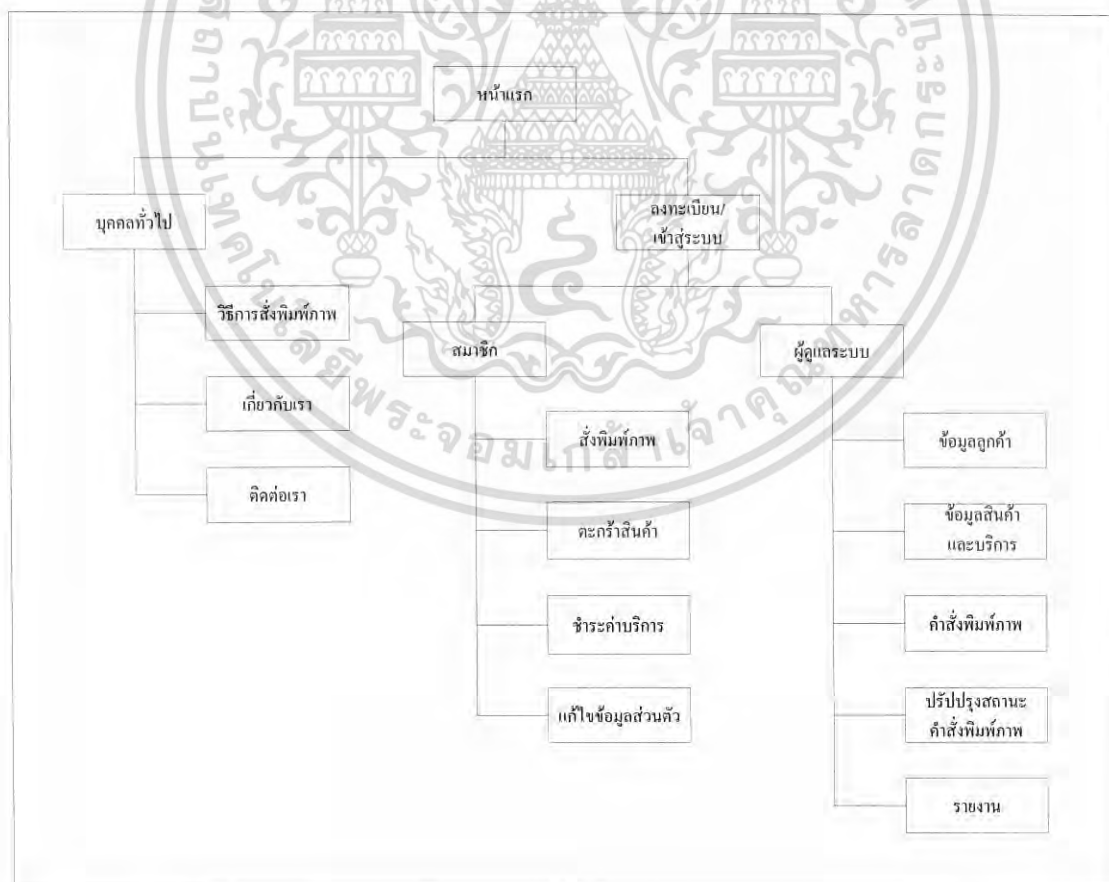 หน้าแรก
บุคคลทั่วไป
ลงทะเบียน/
เข้าสู่ระบบ
วิธีการสั่งพิมพ์ภาพ
เกี่ยวกับเรา
ติดต่อเรา
สมาชิก
สั่งพิมพ์ภาพ
ตะกร้าสินค้า
ชำระค่าบริการ
แก้ไขข้อมูลส่วนตัว
ผู้ดูแลระบบ
ข้อมูลลูกค้า
ข้อมูลสินค้า
และบริการ
คำสั่งพิมพ์ภาพ
ปรับปรุงสถานะ
คำสั่งพิมพ์ภาพ
รายงาน